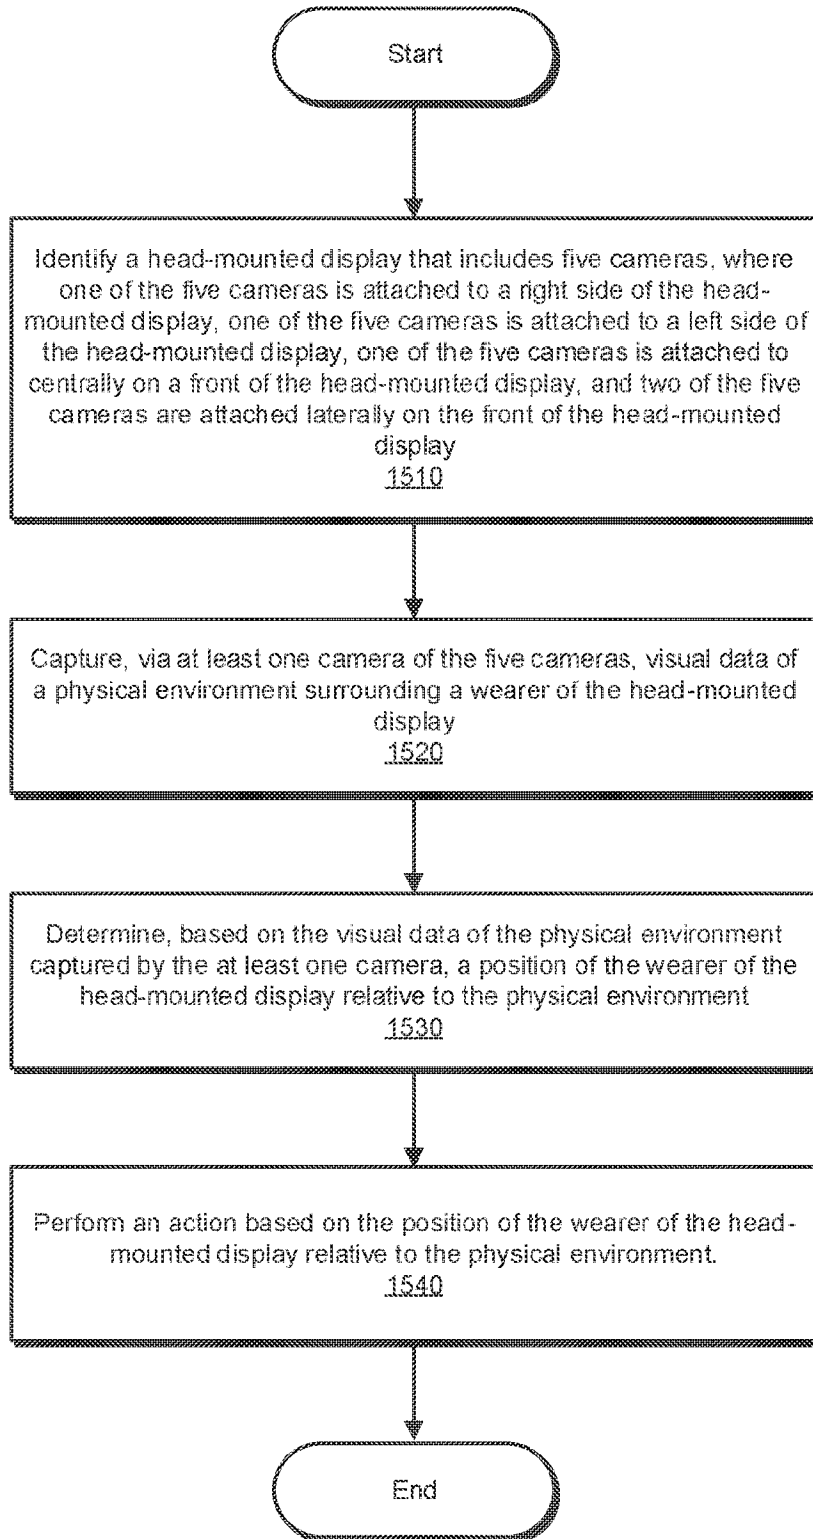 Start
Identify a head-mounted display that includes five cameras, where
one of the five cameras is attached to a right side of the head-
mounted display, one of the five cameras is attached to a left side of
the head-mounted display, one of the five cameras is attached to
centrally on a front of the head-mounted display, and two of the five
cameras are attached laterally on the front of the head-mounted
display
1510
Capture, via at least one camera of the five cameras, visual data of
a physical environment surrounding a wearer of the head-mounted
display
1520
Determine, based on the visual data of the physical environment
captured by the at least one camera, a position of the wearer of the
head-mounted display relative to the physical environment
1530
Perform an action based on the position of the wearer of the head-
mounted display relative to the physical environment.
1540
End